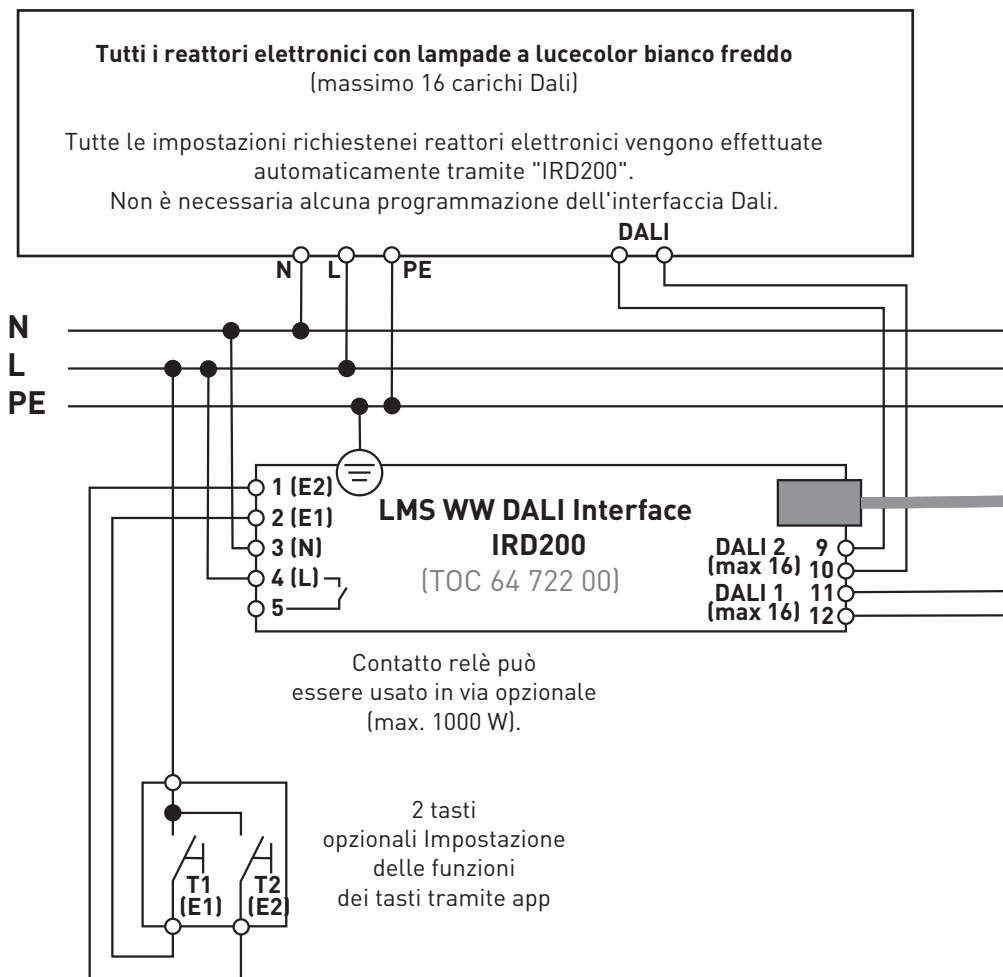 Tutti i reattori elettronici con lampade a lucecolor bianco freddo
(massimo 16 carichi Dali)
Tutte le impostazioni richiestenei reattori elettronici vengono effettuate
automaticamente tramite "IRD200".
Non è necessaria alcuna programmazione dell'interfaccia Dali.
DALI
N L PE
N
L
PE
1 (E2)
2 (E1)
3 (N)
4 (L)
5
LMS WW DALI Interface
IRD200
(TOC 64 722 00)
DALI 2 9
(max 16) 10
DALI 1 11
(max 16) 12
Contatto relè può
essere usato in via opzionale
(max. 1000 W).
2 tasti
opzionali Impostazione
delle funzioni
dei tasti tramite app
T1
(E1)
T2
(E2)